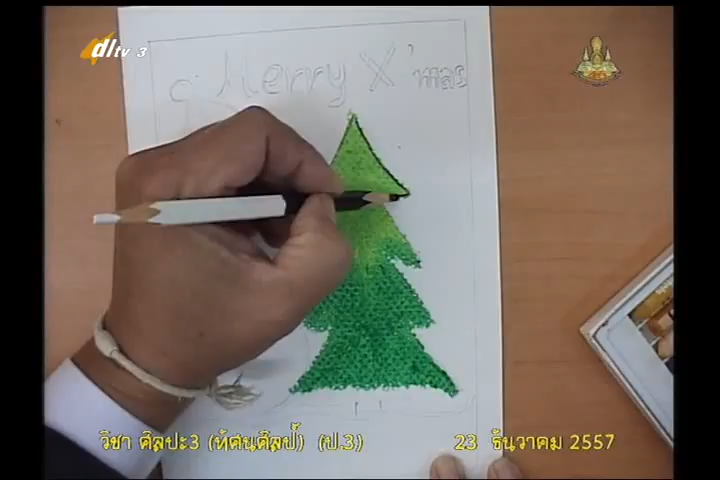 dltv 3
Merry X'mas
วิชา ศิลปะ3 (ทัศนศิลป์) (ป.3) 23 ธันวาคม 2557